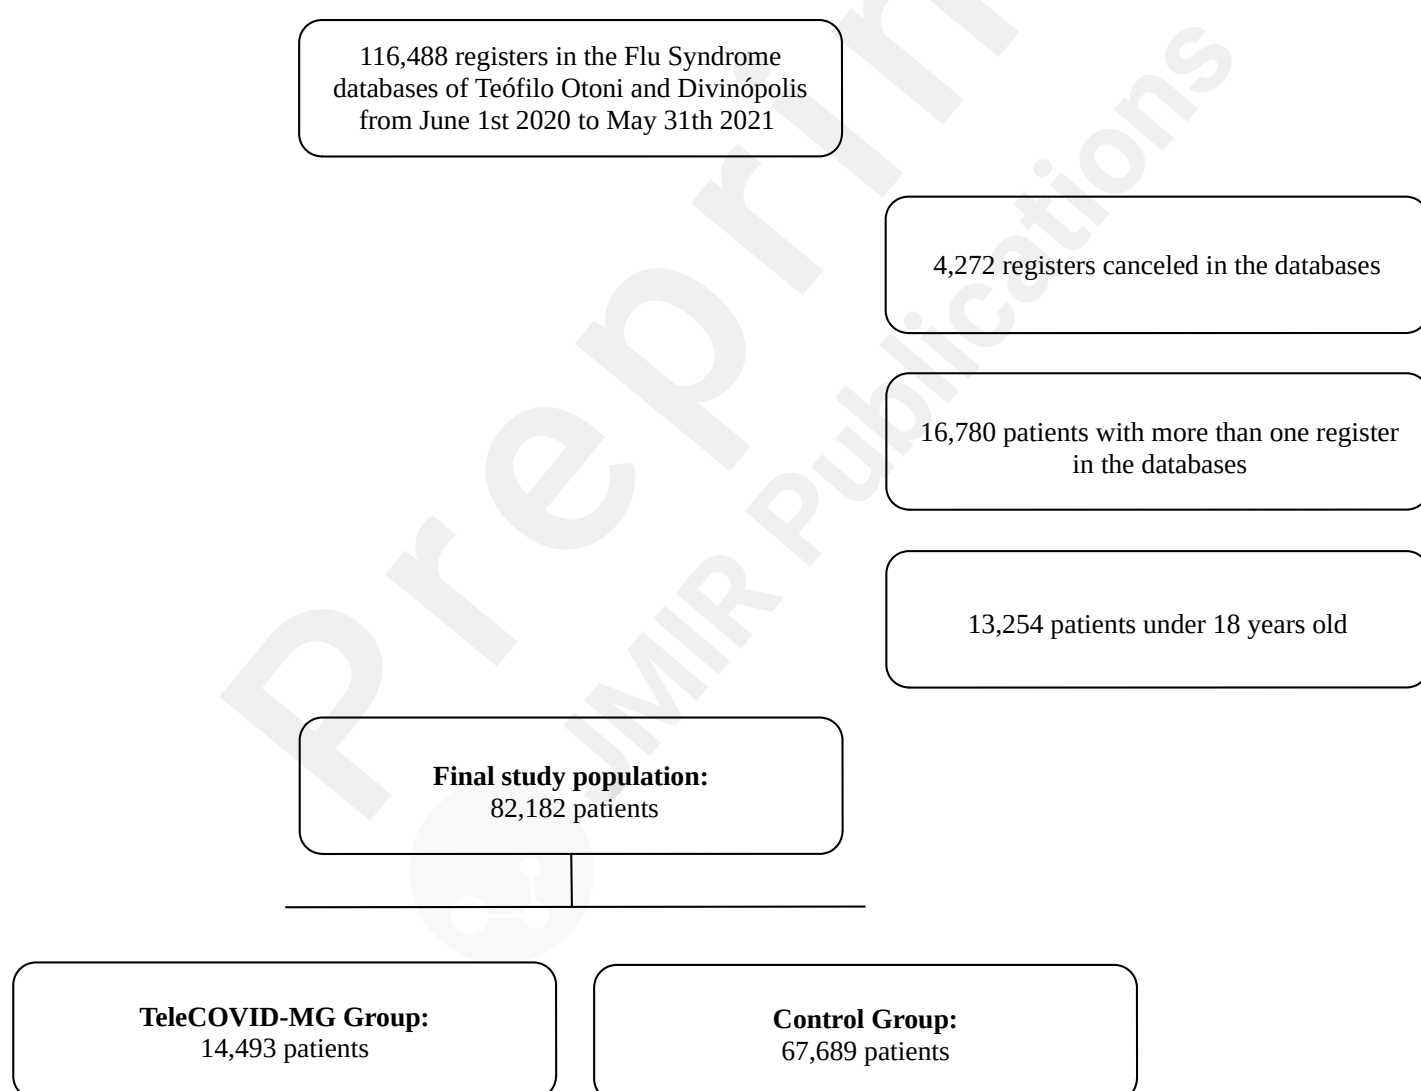 116,488 registers in the Flu Syndrome
databases of Teófilo Otoni and Divinópolis
from June 1st 2020 to May 31th 2021
4,272 registers canceled in the databases
16,780 patients with more than one register
in the databases
13,254 patients under 18 years old
Final study population:
82,182 patients
TeleCOVID-MG Group:
14,493 patients
Control Group:
67,689 patients
Preprin
JMIR Publications